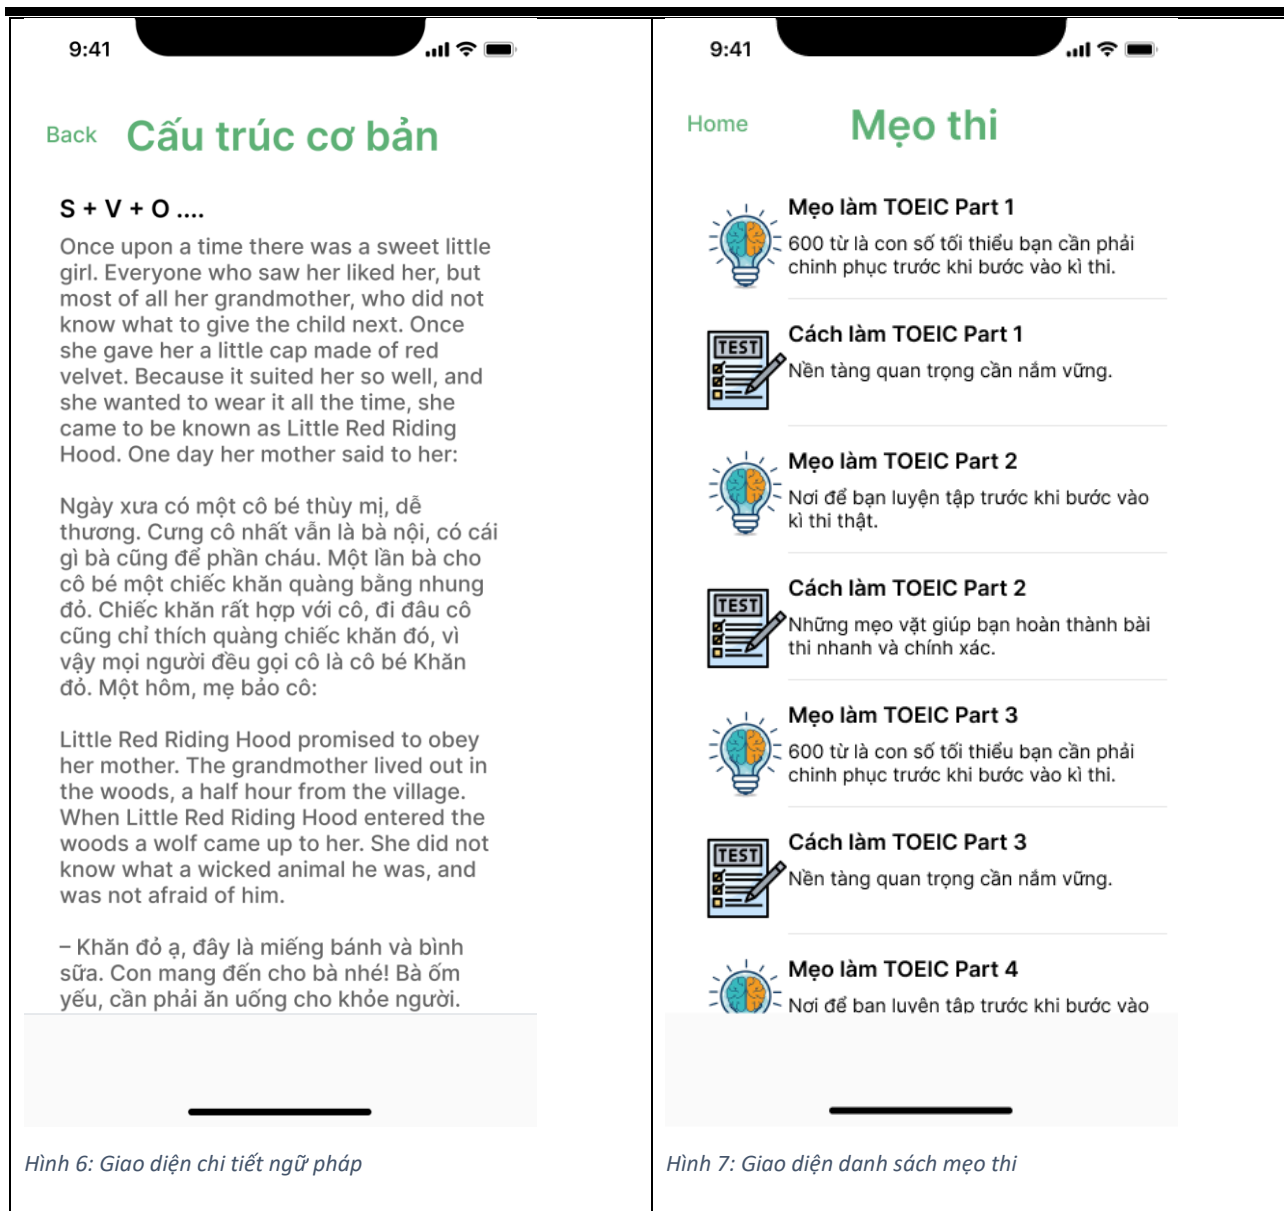 9:41
Back
Cấu trúc cơ bản
S + V + O ....
Once upon a time there was a sweet little
girl. Everyone who saw her liked her, but
most of all her grandmother, who did not
know what to give the child next. Once
she gave her a little cap made of red
velvet. Because it suited her so well, and
she wanted to wear it all the time, she
came to be known as Little Red Riding
Hood. One day her mother said to her:
Ngày xưa có một cô bé thùy mị, dễ
thương. Cưng cô nhất vẫn là bà nội, có cái
gì bà cũng để phần cháu. Một lần bà cho
cô bé một chiếc khăn quàng bằng nhung
đỏ. Chiếc khăn rất hợp với cô, đi đâu cô
cũng chỉ thích quàng chiếc khăn đó, vì
vậy mọi người đều gọi cô là cô bé Khăn
đỏ. Một hôm, mẹ bảo cô:
Little Red Riding Hood promised to obey
her mother. The grandmother lived out in
the woods, a half hour from the village.
When Little Red Riding Hood entered the
woods a wolf came up to her. She did not
know what a wicked animal he was, and
was not afraid of him.
– Khăn đỏ ạ, đây là miếng bánh và bình
sữa. Con mang đến cho bà nhé! Bà ốm
yếu, cần phải ăn uống cho khỏe người.
Hình 6: Giao diện chi tiết ngữ pháp
9:41
Home
Mẹo thi
Mẹo làm TOEIC Part 1
600 từ là con số tối thiểu bạn cần phải
chinh phục trước khi bước vào kì thi.
TEST
Cách làm TOEIC Part 1
Nền tàng quan trọng cần nắm vững.
Mẹo làm TOEIC Part 2
Nơi để bạn luyện tập trước khi bước vào
kì thi thật.
TEST
Cách làm TOEIC Part 2
Những mẹo vặt giúp bạn hoàn thành bài
thi nhanh và chính xác.
Mẹo làm TOEIC Part 3
600 từ là con số tối thiểu bạn cần phải
chinh phục trước khi bước vào kì thi.
TEST
Cách làm TOEIC Part 3
Nền tàng quan trọng cần nắm vững.
Mẹo làm TOEIC Part 4
Nơi để bạn luyện tập trước khi bước vào
Hình 7: Giao diện danh sách mẹo thi